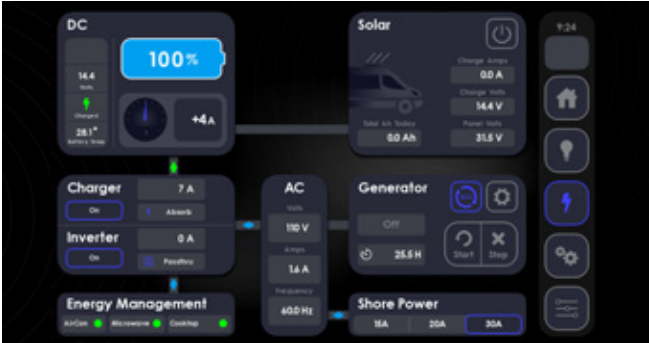 DC
100%
14.4
Volts
Charged
28.1°
Battery Temp
+4A
Solar
Charge Amps
0.0 A
Charge Volts
14.4 V
Total Ah Today
0.0 Ah
Panel Volts
31.5 V
9:24
Charger
7 A
On
Absorb
Inverter
0 A
On
Passthru
AC
Volts
110 V
Amps
1.6 A
Frequency
60.0 Hz
Generator
Off
25.5 H
Start
Stop
Energy Management
AirCon
Microwave
Cooktop
Shore Power
15A
20A
30A